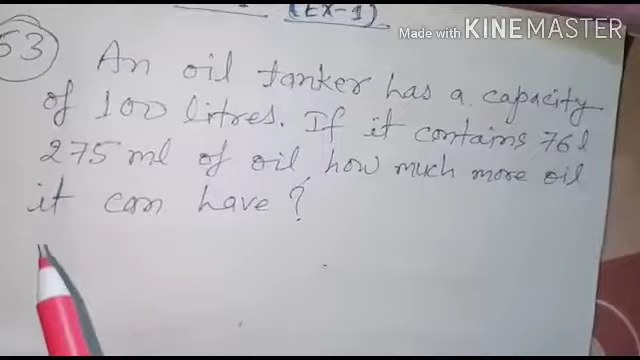 (Ex-1)
Made with KINEMASTER
53
An oil tanker has a capacity
of 100 litres. If it contains 76 l
275 ml of oil, how much more oil
it can have?